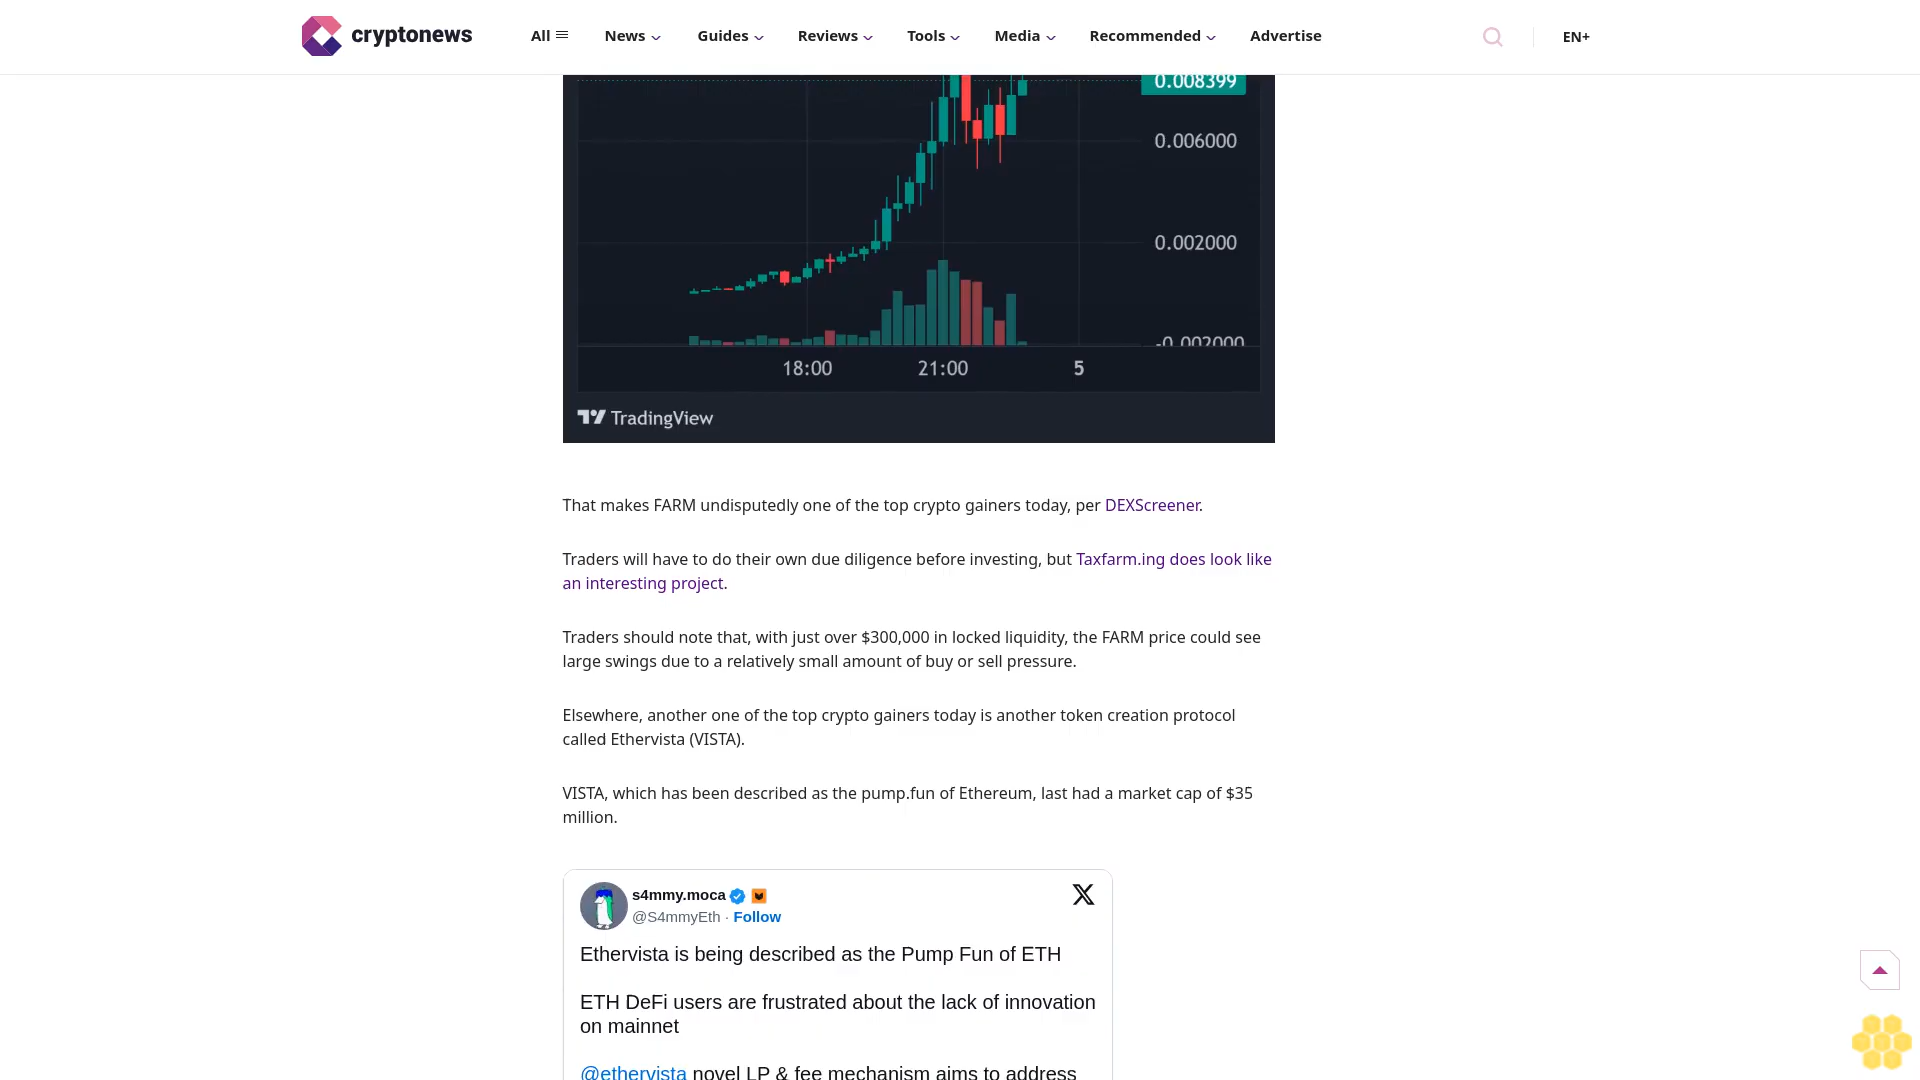 cryptonews
All
News
Guides
Reviews
Tools
Media
Recommended
Advertise
EN+
0.008399
0.006000
0.002000
-0.002000
18:00 21:00 5
TradingView
That makes FARM undisputedly one of the top crypto gainers today, per DEXScreener.
Traders will have to do their own due diligence before investing, but Taxfarm.ing does look like
an interesting project.
Traders should note that, with just over $300,000 in locked liquidity, the FARM price could see
large swings due to a relatively small amount of buy or sell pressure.
Elsewhere, another one of the top crypto gainers today is another token creation protocol
called Ethervista (VISTA).
VISTA, which has been described as the pump.fun of Ethereum, last had a market cap of $35
million.
s4mmy.moca
@S4mmyEth · Follow
Ethervista is being described as the Pump Fun of ETH
ETH DeFi users are frustrated about the lack of innovation
on mainnet
@ethervista novel LP & fee mechanism aims to address